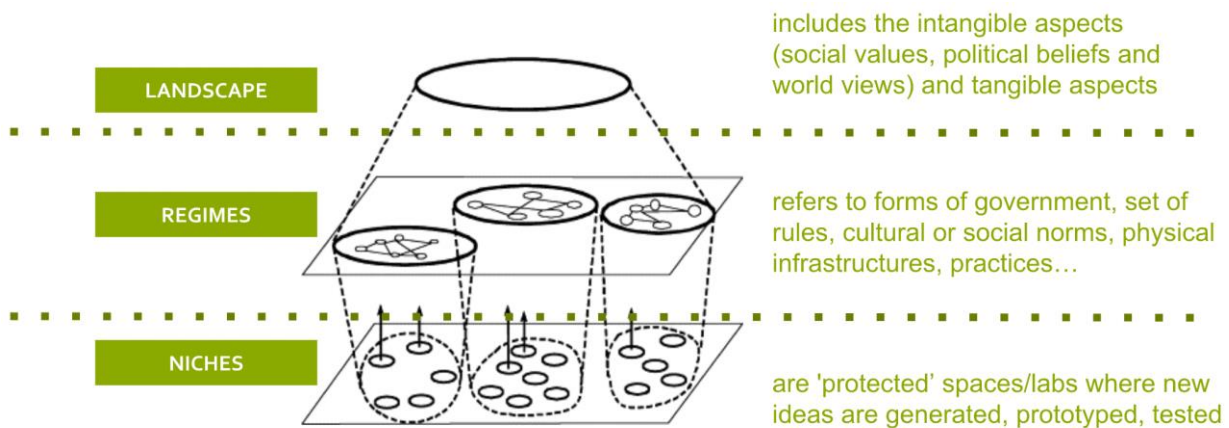 includes the intangible aspects
(social values, political beliefs and
world views) and tangible aspects
LANDSCAPE
REGIMES
refers to forms of government, set of
rules, cultural or social norms, physical
infrastructures, practices…
NICHES
are 'protected’ spaces/labs where new
ideas are generated, prototyped, tested